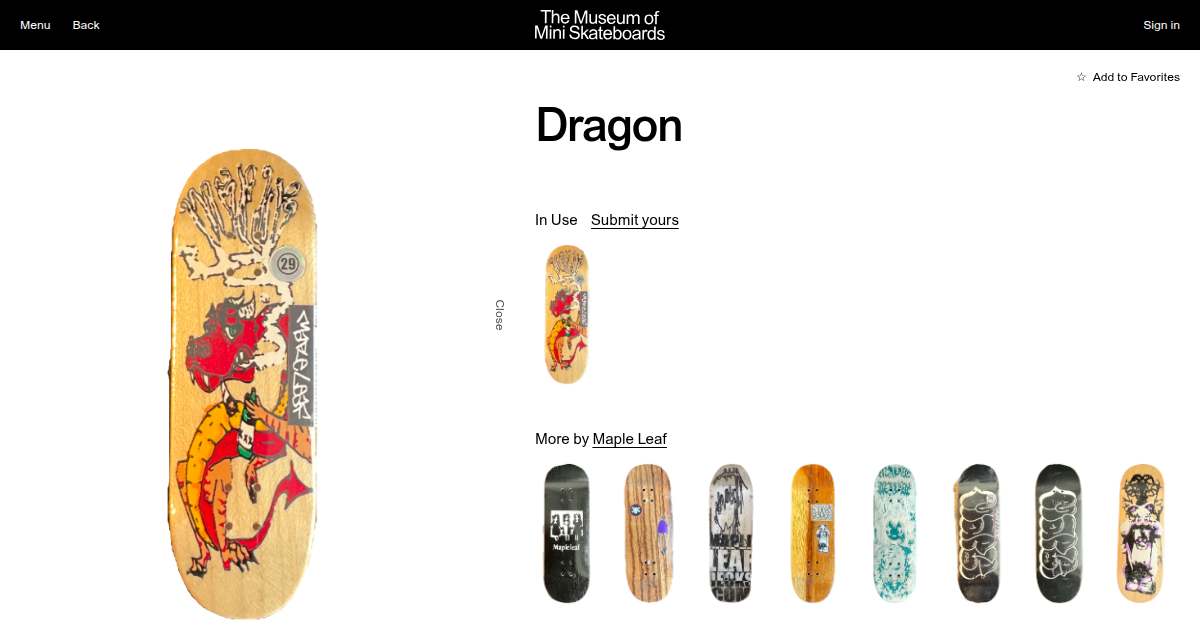 Menu
Back
The Museum of
Mini Skateboards
Sign in
☆ Add to Favorites
Dragon
In Use
Submit yours
29
Close
More by Maple Leaf
Mapleleaf
LEAF